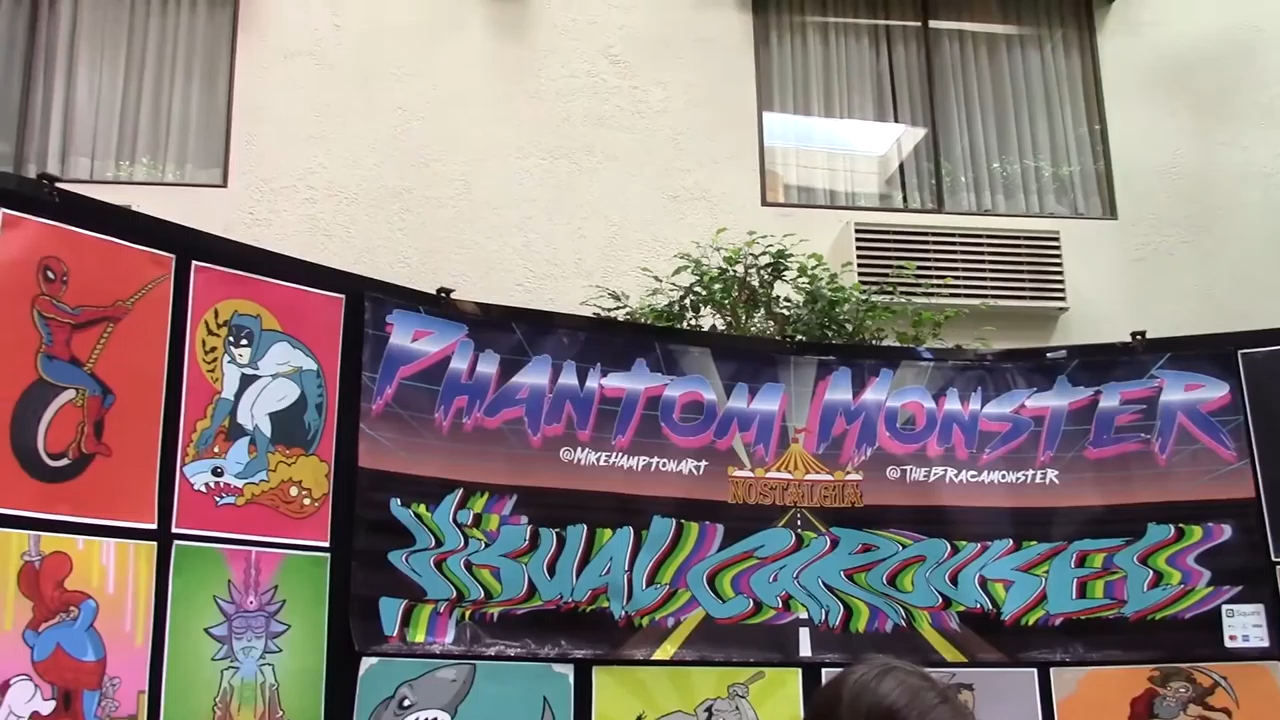 PHANTOM MONSTER
@MIKEHAMPTONART
@THEBRACAMONSTER
NOSTALGIA
VISUAL CAROUSEL
Square